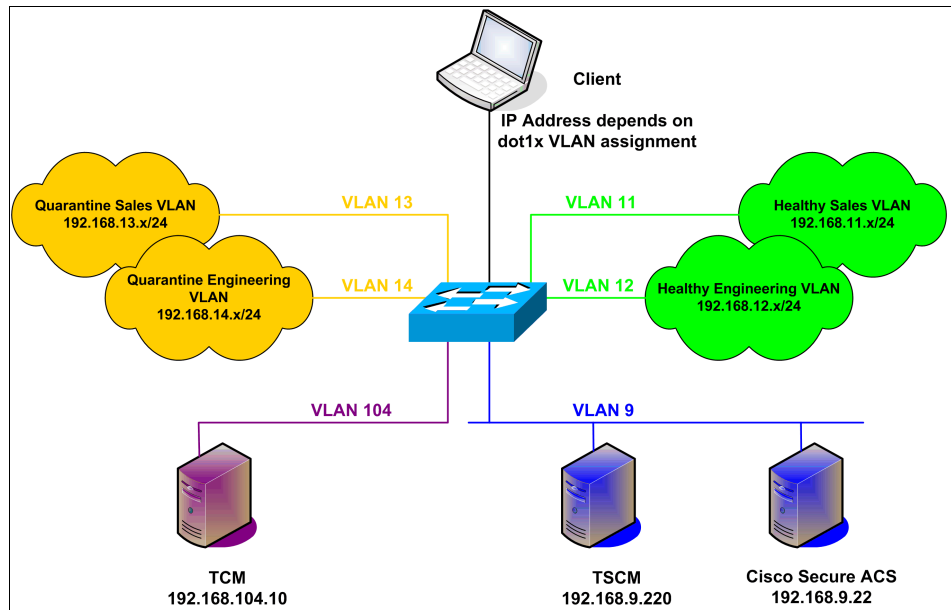 Client
IP Address depends on
dot1x VLAN assignment
Quarantine Sales VLAN
192.168.13.x/24
VLAN 13
VLAN 11
Healthy Sales VLAN
192.168.11.x/24
Quarantine Engineering
VLAN
192.168.14.x/24
VLAN 14
VLAN 12
Healthy Engineering VLAN
192.168.12.x/24
VLAN 104
VLAN 9
TCM
192.168.104.10
TSCM
192.168.9.220
Cisco Secure ACS
192.168.9.22